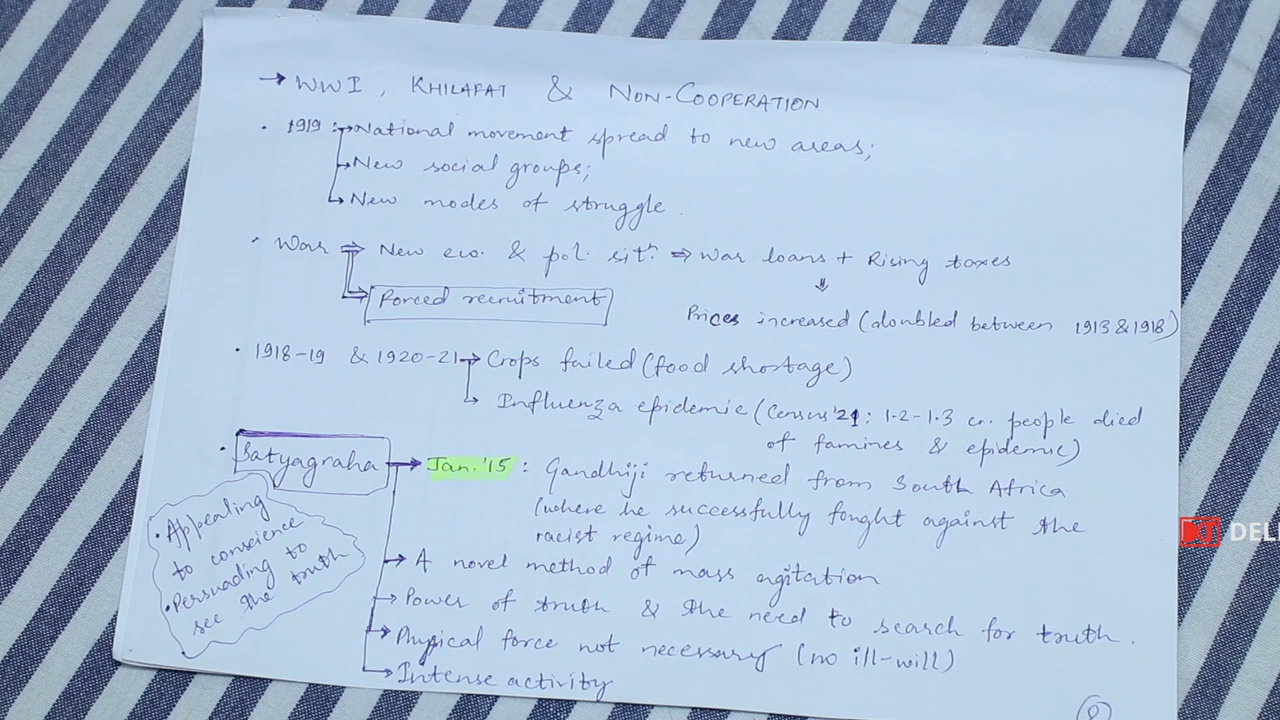 → WWI, KHILAFAT & NON-COOPERATION
• 1919 : → National movement spread to new areas;
→ New social groups;
→ New modes of struggle.
• War ⇒ New eco. & pol. sitⁿ. ⇒ War loans + Rising taxes
⇓
⇒ Forced recruitment
Prices increased (doubled between 1913 & 1918)
• 1918-19 & 1920-21 → Crops failed (food shortage)
→ Influenza epidemic (Census '21: 1.2-1.3 cr. people died
of famines & epidemic)
• Satyagraha → Jan. '15 : Gandhiji returned from South Africa
(where he successfully fought against the
racist regime)
→ A novel method of mass agitation
→ Power of truth & the need to search for truth.
→ Physical force not necessary (no ill-will)
→ Intense activity
• Appealing
to conscience
• Persuading to
see the truth
8
KT DEL